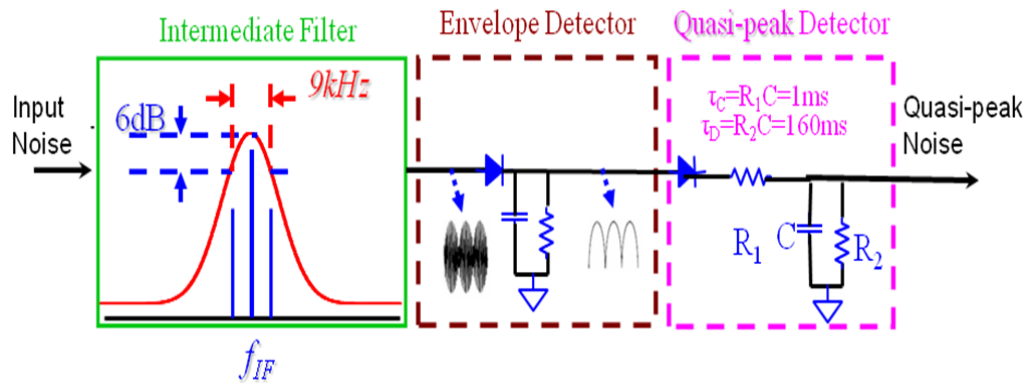 Intermediate Filter
Envelope Detector
Quasi-peak Detector
9kHz
6dB
Input
Noise
τC=R1C=1ms
τD=R2C=160ms
Quasi-peak
Noise
R1
C
R2
fIF